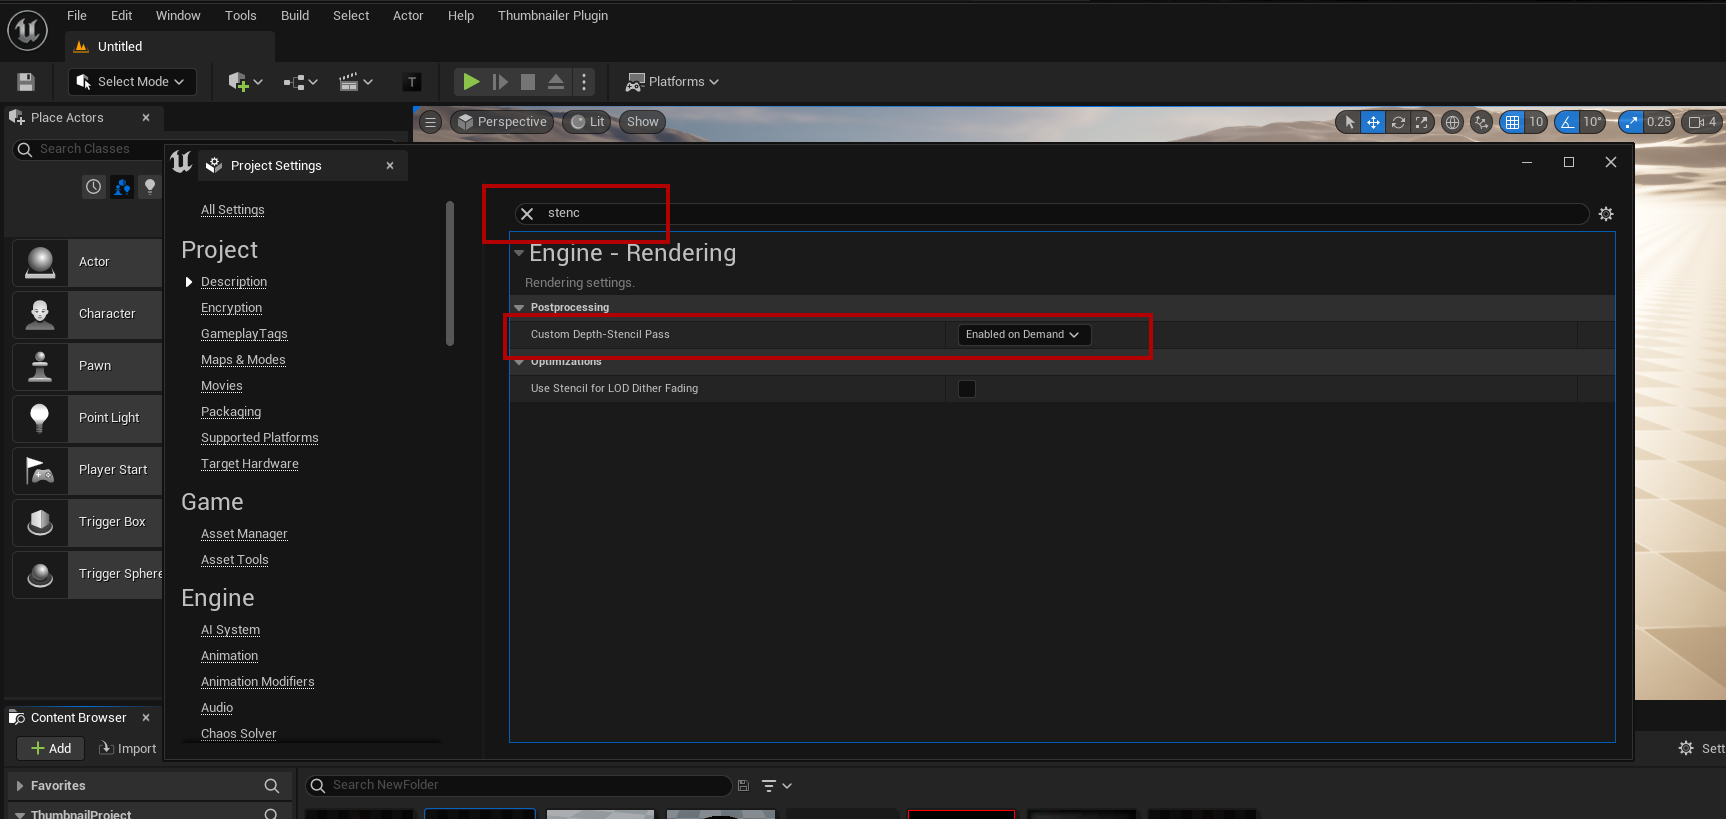 File Edit Window Tools Build Select Actor Help Thumbnailer Plugin
Untitled
Select Mode
T
Platforms
Place Actors
Perspective
Lit
Show
10
10°
0.25
4
Search Classes
Project Settings
All Settings
Project
Description
Encryption
GameplayTags
Maps & Modes
Movies
Packaging
Supported Platforms
Target Hardware
Game
Asset Manager
Asset Tools
Engine
AI System
Animation
Animation Modifiers
Audio
Chaos Solver
stenc
Engine - Rendering
Rendering settings.
Postprocessing
Custom Depth-Stencil Pass
Enabled on Demand
Optimizations
Use Stencil for LOD Dither Fading
Actor
Character
Pawn
Point Light
Player Start
Trigger Box
Trigger Sphere
Content Browser
Add
Import
Sett
Favorites
Search NewFolder
ThumbnailProject